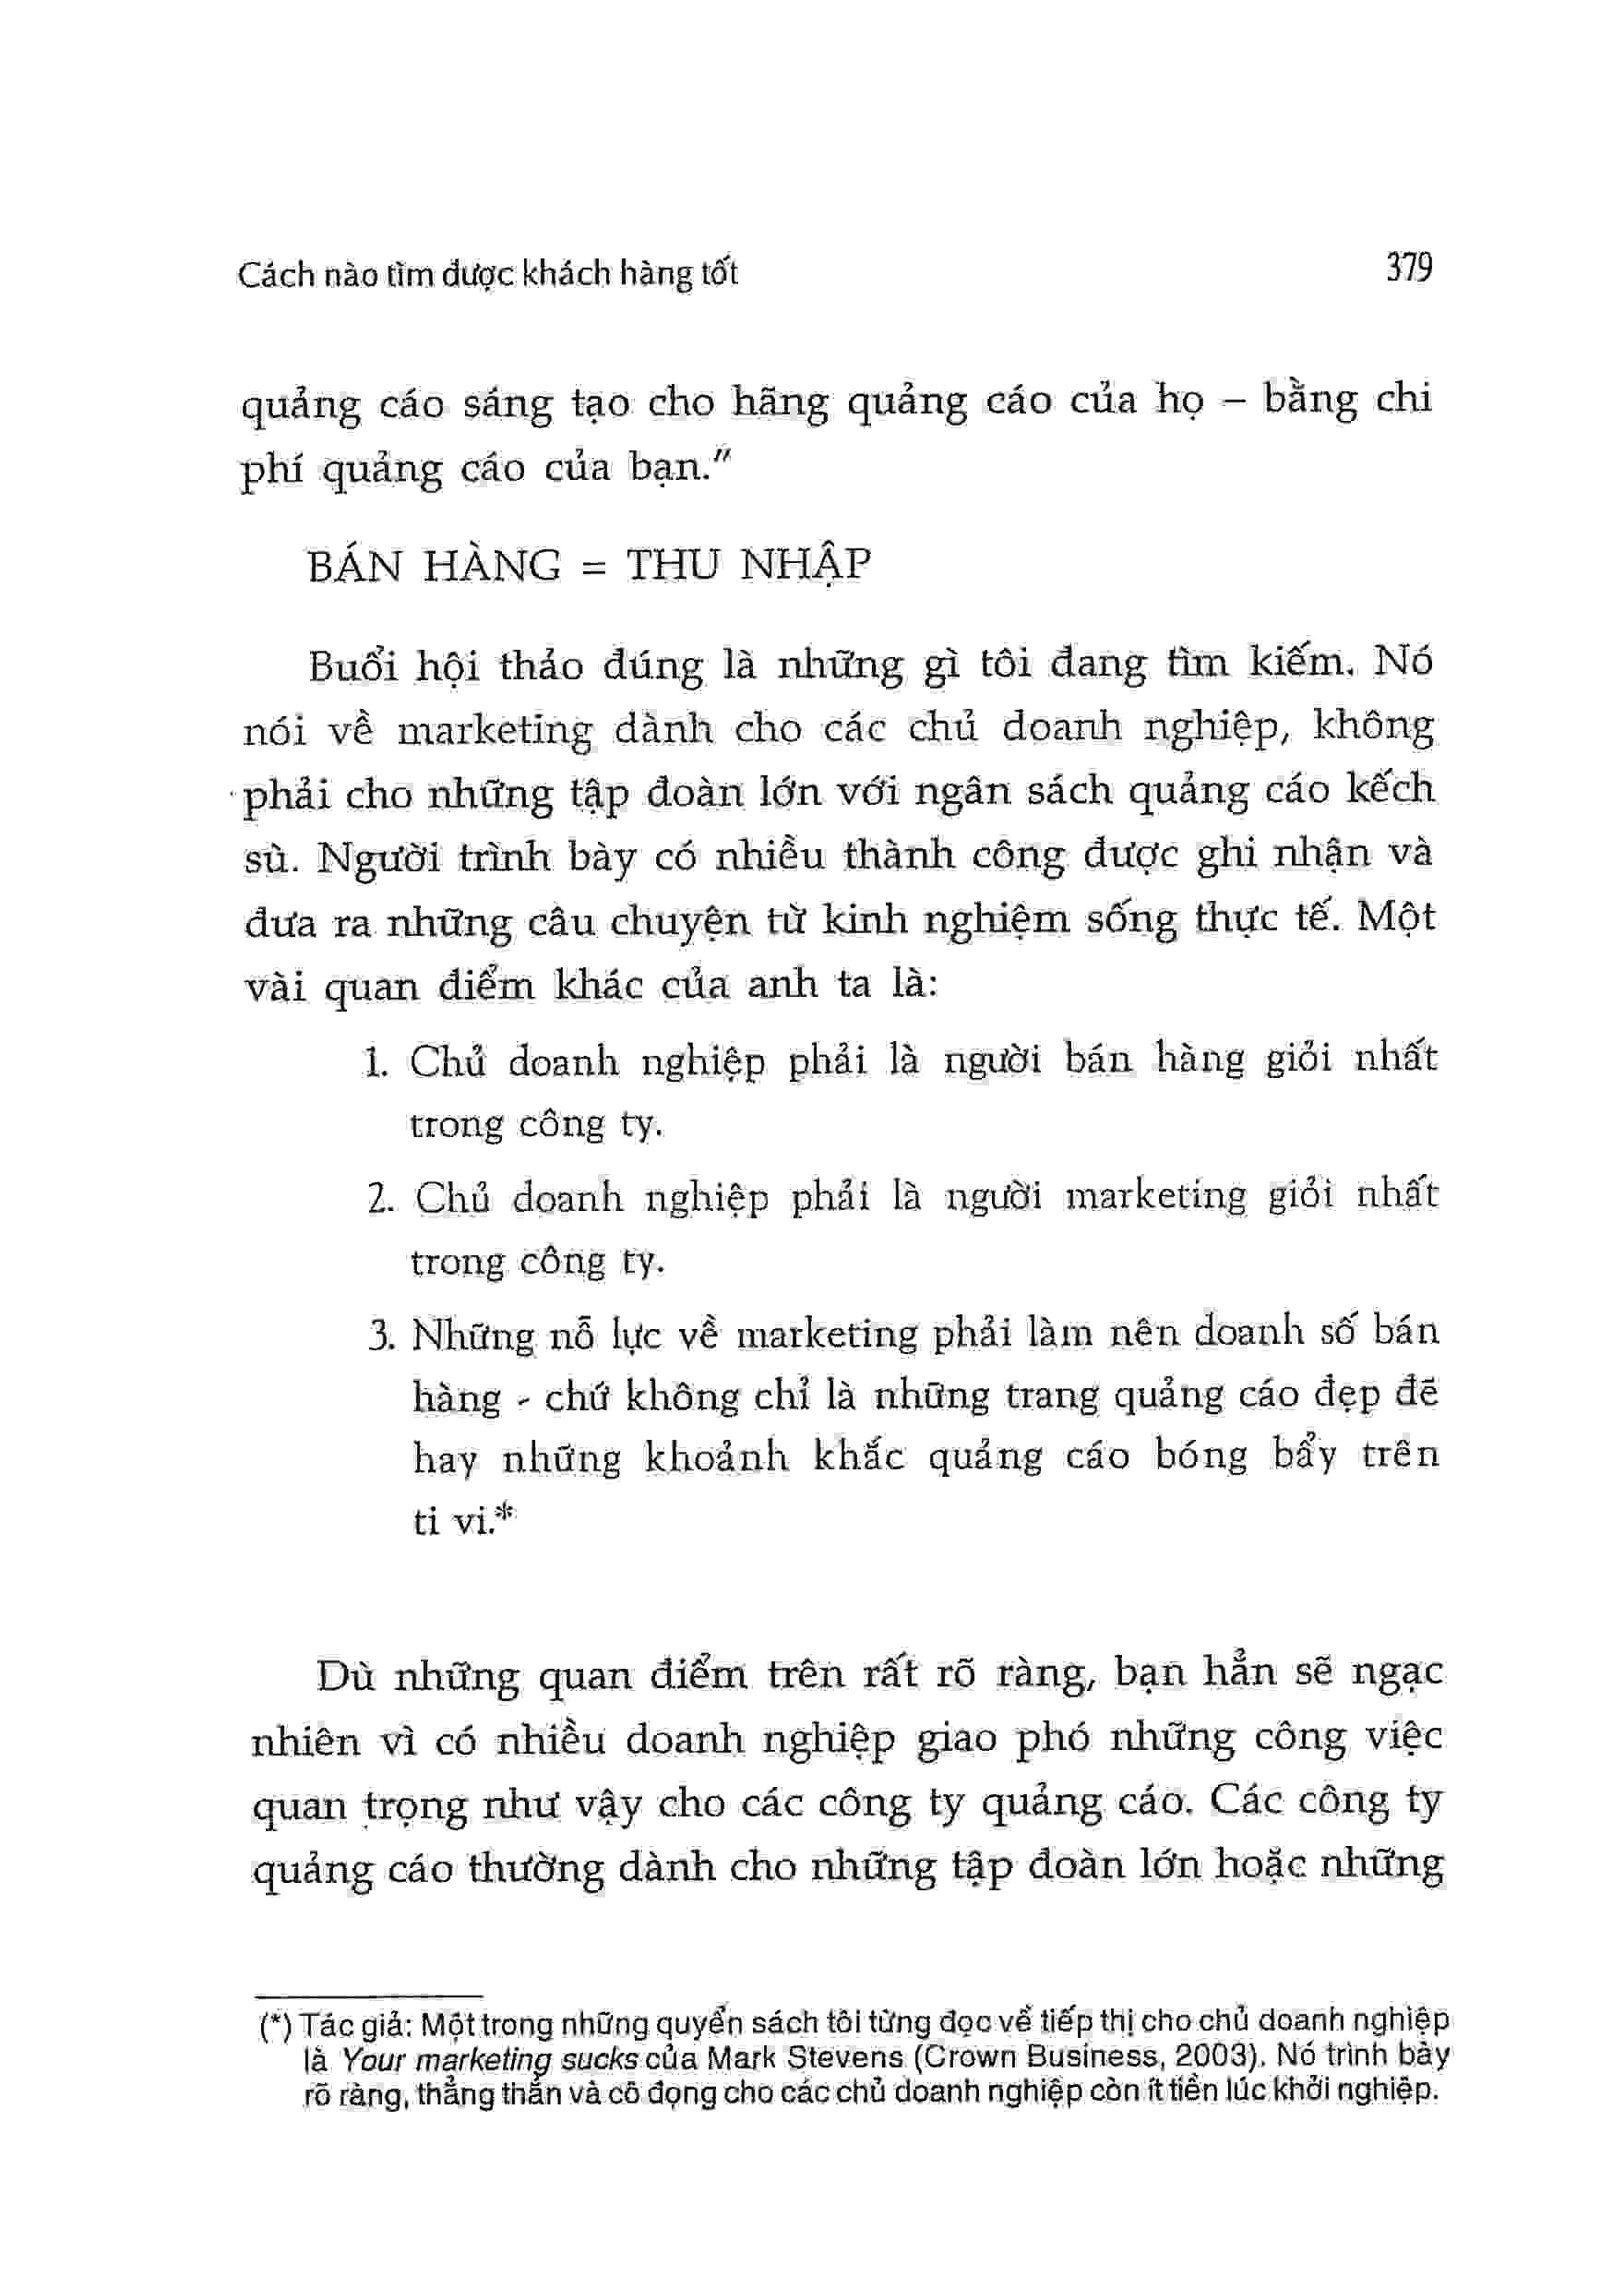 Cách nào tìm được khách hàng tốt 379
quảng cáo sáng tạo cho hãng quảng cáo của họ – bằng chi
phí quảng cáo của bạn."
BÁN HÀNG = THU NHẬP
Buổi hội thảo đúng là những gì tôi đang tìm kiếm. Nó
nói về marketing dành cho các chủ doanh nghiệp, không
phải cho những tập đoàn lớn với ngân sách quảng cáo kếch
sù. Người trình bày có nhiều thành công được ghi nhận và
đưa ra những câu chuyện từ kinh nghiệm sống thực tế. Một
vài quan điểm khác của anh ta là:
1. Chủ doanh nghiệp phải là người bán hàng giỏi nhất
trong công ty.
2. Chủ doanh nghiệp phải là người marketing giỏi nhất
trong công ty.
3. Những nỗ lực về marketing phải làm nên doanh số bán
hàng - chứ không chỉ là những trang quảng cáo đẹp đẽ
hay những khoảnh khắc quảng cáo bóng bẩy trên
ti vi.*
Dù những quan điểm trên rất rõ ràng, bạn hẳn sẽ ngạc
nhiên vì có nhiều doanh nghiệp giao phó những công việc
quan trọng như vậy cho các công ty quảng cáo. Các công ty
quảng cáo thường dành cho những tập đoàn lớn hoặc những
(*) Tác giả: Một trong những quyển sách tôi từng đọc về tiếp thị cho chủ doanh nghiệp
là Your marketing sucks của Mark Stevens (Crown Business, 2003). Nó trình bày
rõ ràng, thẳng thắn và cô đọng cho các chủ doanh nghiệp còn ít tiền lúc khởi nghiệp.